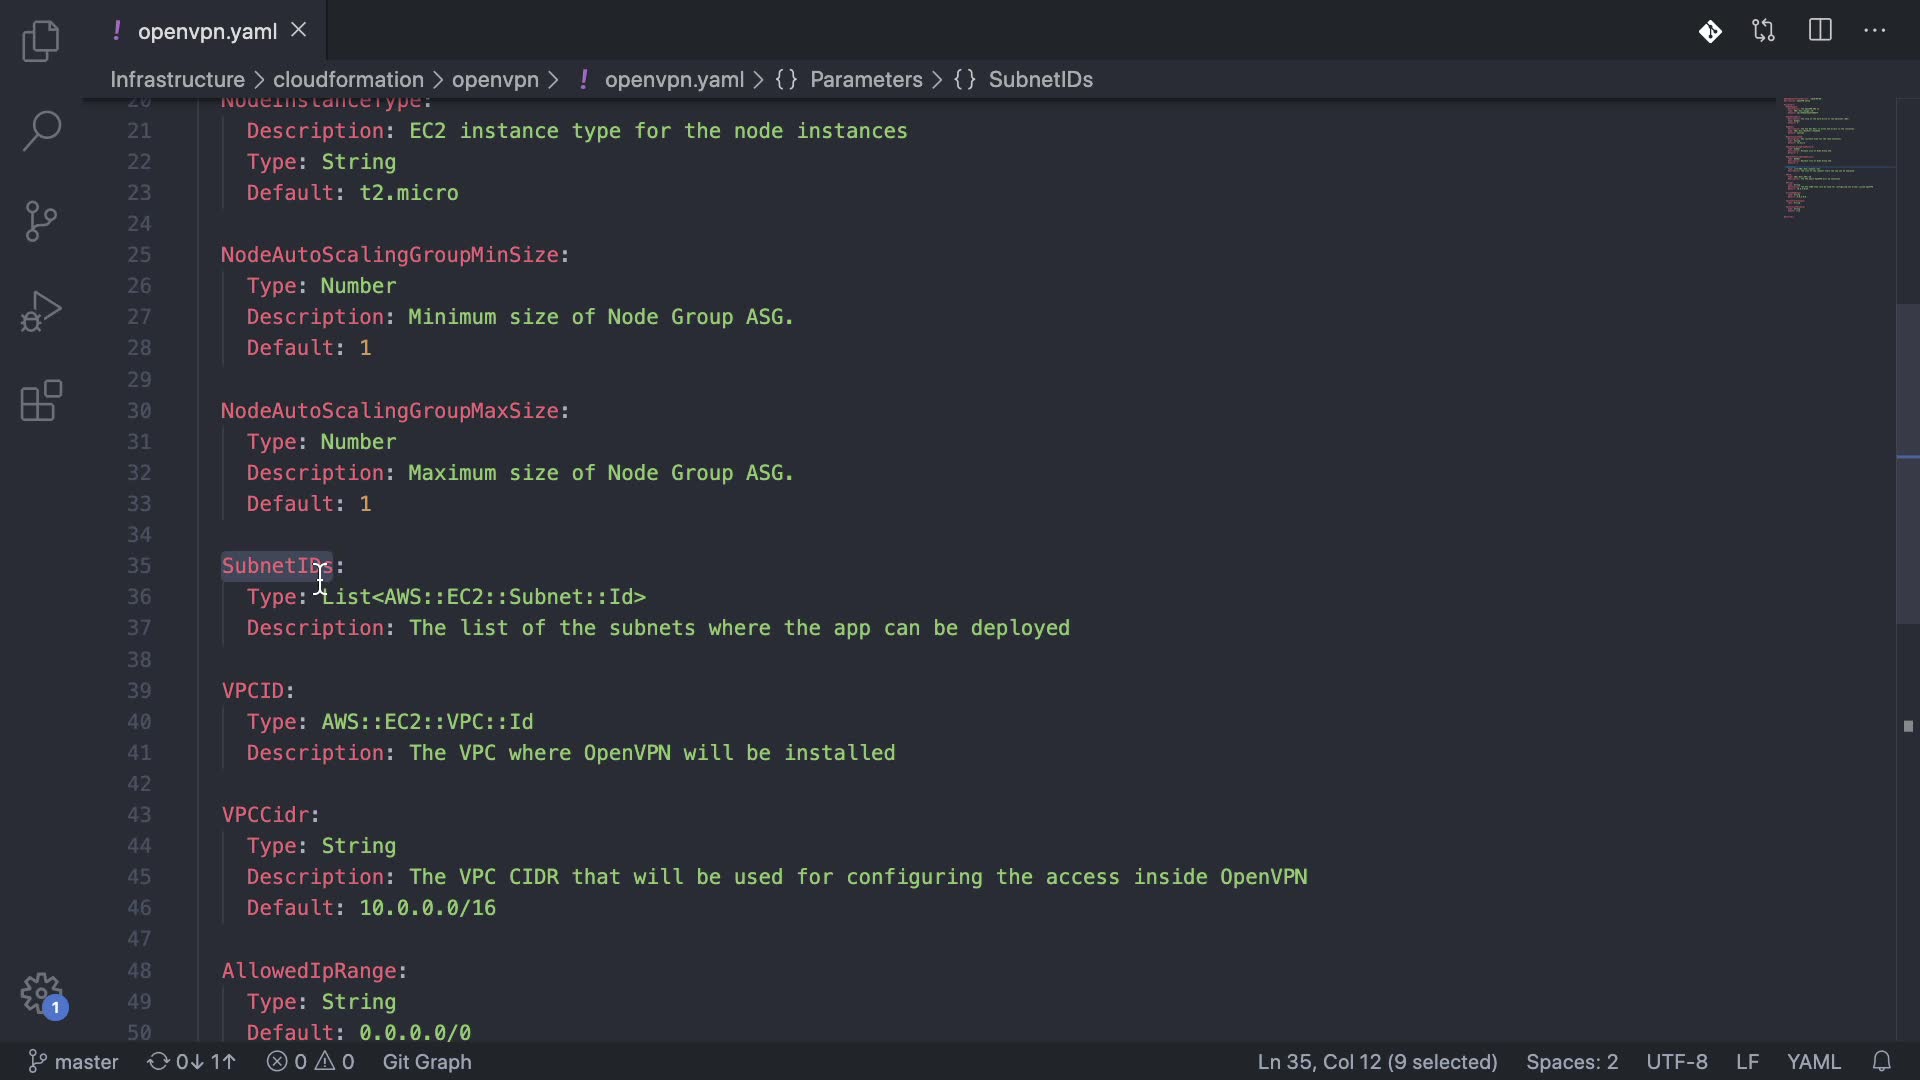 ! openvpn.yaml
Infrastructure > cloudformation > openvpn > ! openvpn.yaml > {} Parameters > {} SubnetIDs
20 NodeInstanceType:
21 Description: EC2 instance type for the node instances
22 Type: String
23 Default: t2.micro
24
25 NodeAutoScalingGroupMinSize:
26 Type: Number
27 Description: Minimum size of Node Group ASG.
28 Default: 1
29
30 NodeAutoScalingGroupMaxSize:
31 Type: Number
32 Description: Maximum size of Node Group ASG.
33 Default: 1
34
35 SubnetIDs:
36 Type: List<AWS::EC2::Subnet::Id>
37 Description: The list of the subnets where the app can be deployed
38
39 VPCID:
40 Type: AWS::EC2::VPC::Id
41 Description: The VPC where OpenVPN will be installed
42
43 VPCCidr:
44 Type: String
45 Description: The VPC CIDR that will be used for configuring the access inside OpenVPN
46 Default: 10.0.0.0/16
47
48 AllowedIpRange:
49 Type: String
50 Default: 0.0.0.0/0
1
master 0↓ 1↑ 0 0 Git Graph Ln 35, Col 12 (9 selected) Spaces: 2 UTF-8 LF YAML